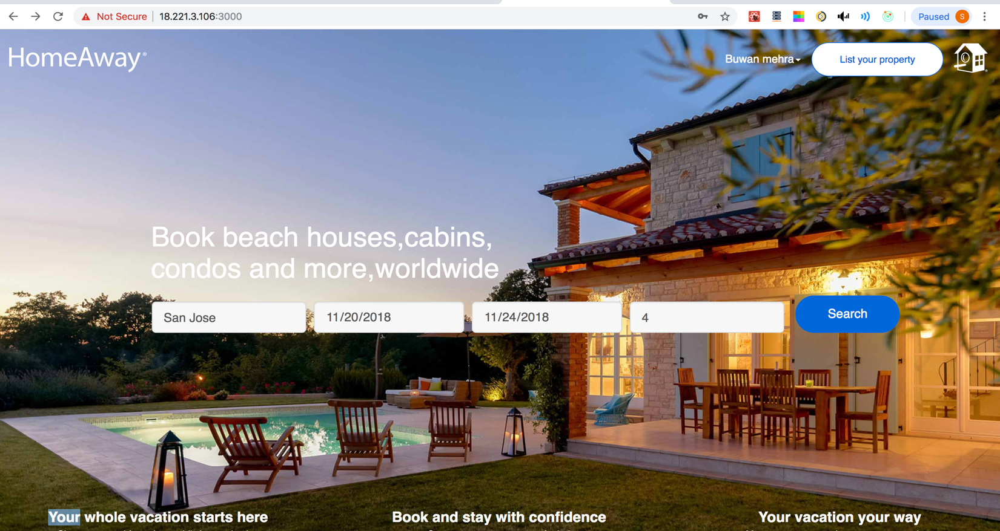 Not Secure | 18.221.3.106:3000
Paused S
HomeAway®
Buwan mehra
List your property
Book beach houses,cabins,
condos and more,worldwide
San Jose
11/20/2018
11/24/2018
4
Search
Your whole vacation starts here
Book and stay with confidence
Your vacation your way